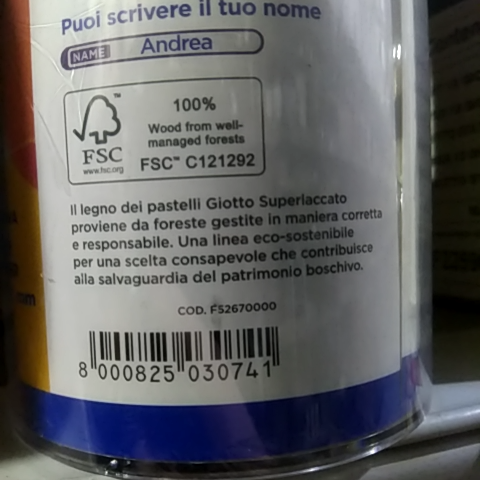 Puoi scrivere il tuo nome
NAME Andrea
FSC™
www.fsc.org
100%
Wood from well-
managed forests
FSC™ C121292
Il legno dei pastelli Giotto Superlaccato
proviene da foreste gestite in maniera corretta
e responsabile. Una linea eco-sostenibile
per una scelta consapevole che contribuisce
alla salvaguardia del patrimonio boschivo.
COD. F52670000
8 000825 030741
mm